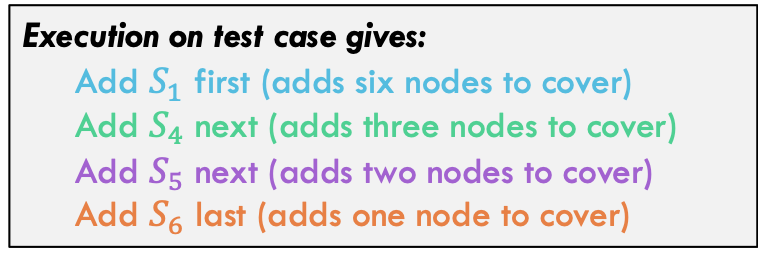 Execution on test case gives:
Add S₁ first (adds six nodes to cover)
Add S₄ next (adds three nodes to cover)
Add S₅ next (adds two nodes to cover)
Add S₆ last (adds one node to cover)